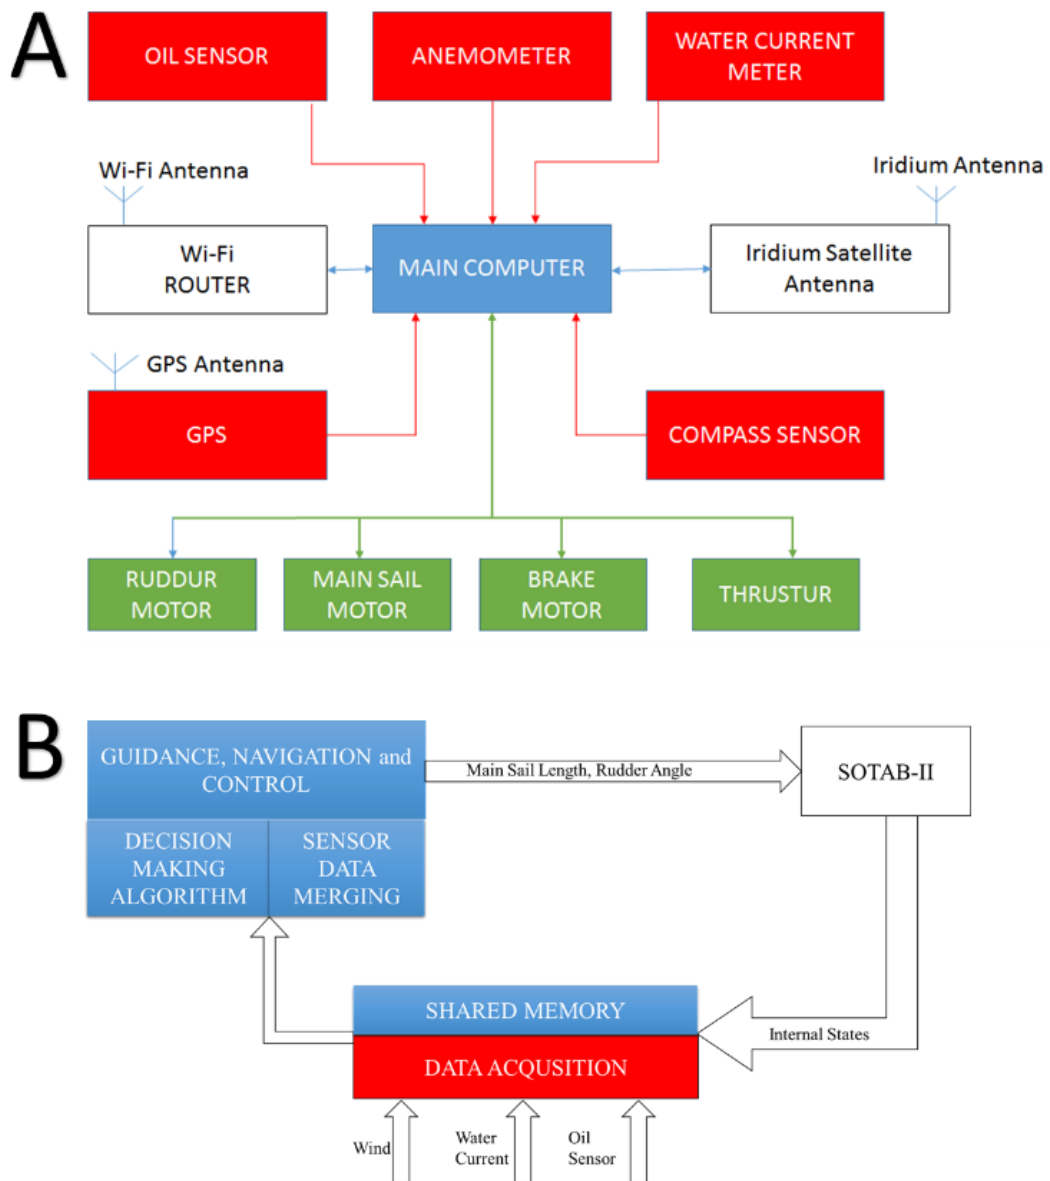 A
OIL SENSOR
ANEMOMETER
WATER CURRENT
METER
Wi-Fi Antenna
Iridium Antenna
Wi-Fi
ROUTER
MAIN COMPUTER
Iridium Satellite
Antenna
GPS Antenna
GPS
COMPASS SENSOR
RUDDUR
MOTOR
MAIN SAIL
MOTOR
BRAKE
MOTOR
THRUSTUR
B
GUIDANCE, NAVIGATION and
CONTROL
Main Sail Length, Rudder Angle
SOTAB-II
DECISION
MAKING
ALGORITHM
SENSOR
DATA
MERGING
SHARED MEMORY
Internal States
DATA ACQUSITION
Wind
Water
Current
Oil
Sensor